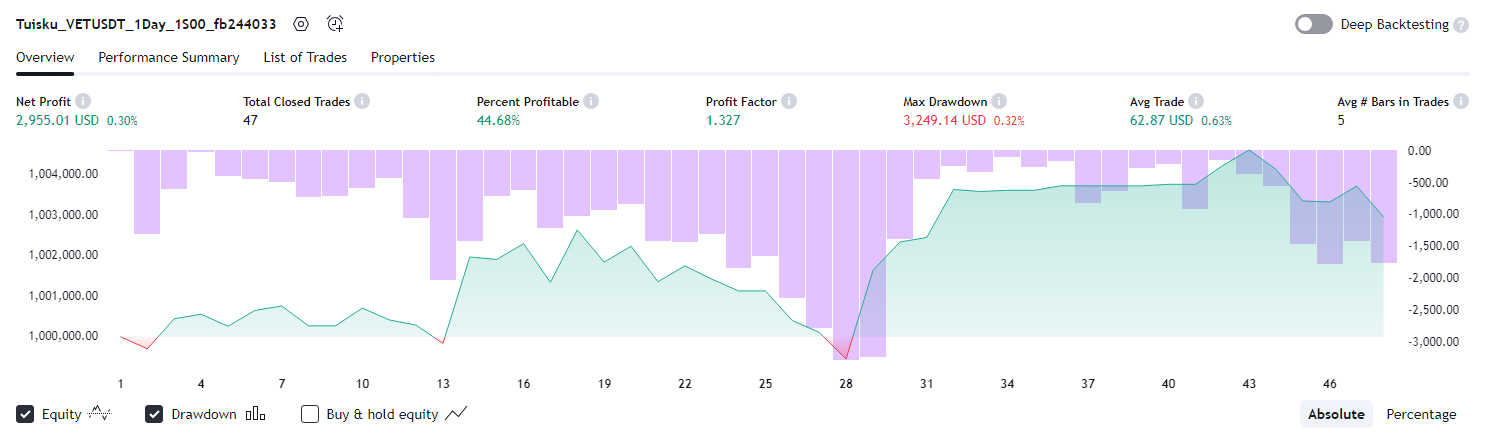 Tuisku_VETUSDT_1Day_1S00_fb244033 Deep Backtesting ?
Overview Performance Summary List of Trades Properties
Net Profit i Total Closed Trades i Percent Profitable i Profit Factor i Max Drawdown i Avg Trade i Avg # Bars in Trades i
2,955.01 USD 0.30% 47 44.68% 1.327 3,249.14 USD 0.32% 62.87 USD 0.63% 5
0.00
1,004,000.00 -500.00
1,003,000.00 -1,000.00
1,002,000.00 -1,500.00
-2,000.00
1,001,000.00 -2,500.00
1,000,000.00 -3,000.00
1 4 7 10 13 16 19 22 25 28 31 34 37 40 43 46
Equity Drawdown Buy & hold equity Absolute Percentage